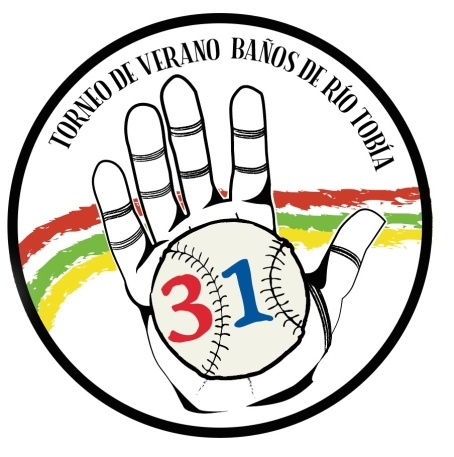 TORNEO DE VERANO BAÑOS DE RÍO TOBÍA
31